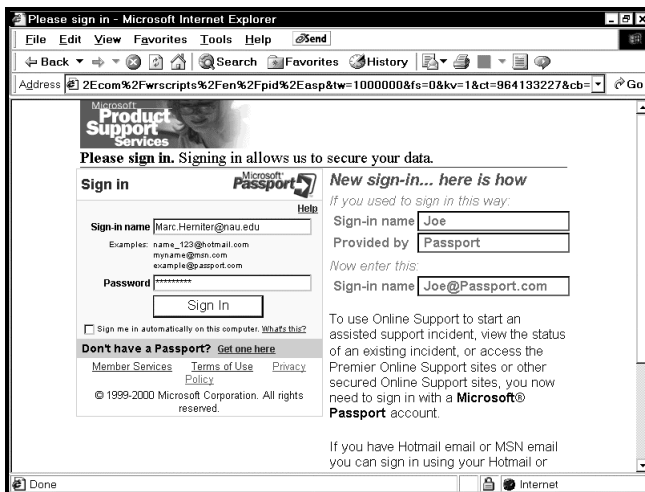 Please sign in - Microsoft Internet Explorer
File Edit View Favorites Tools Help Send
Back Search Favorites History
Address 2Ecom%2Fwrscripts%2Fen%2Fpid%2Easp&tw=1000000&fs=0&kv=1&ct=964133227&cb= Go
Microsoft
Product
Support
Services
Please sign in. Signing in allows us to secure your data.
Sign in Microsoft Passport
Help
Sign-in name Marc.Herniter@nau.edu
Examples: name_123@hotmail.com
myname@msn.com
example@passport.com
Password *********
Sign In
Sign me in automatically on this computer. What's this?
Don't have a Passport? Get one here
Member Services Terms of Use Privacy
Policy
© 1999-2000 Microsoft Corporation. All rights
reserved.
New sign-in... here is how
If you used to sign in this way:
Sign-in name Joe
Provided by Passport
Now enter this:
Sign-in name Joe@Passport.com
To use Online Support to start an
assisted support incident, view the status
of an existing incident, or access the
Premier Online Support sites or other
secured Online Support sites, you now
need to sign in with a Microsoft®
Passport account.
If you have Hotmail email or MSN email
you can sign in using your Hotmail or
Done Internet